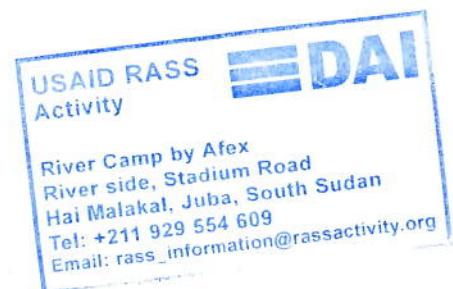 USAID RASS
Activity
DAI
River Camp by Afex
River side, Stadium Road
Hai Malakal, Juba, South Sudan
Tel: +211 929 554 609
Email: rass_information@rassactivity.org